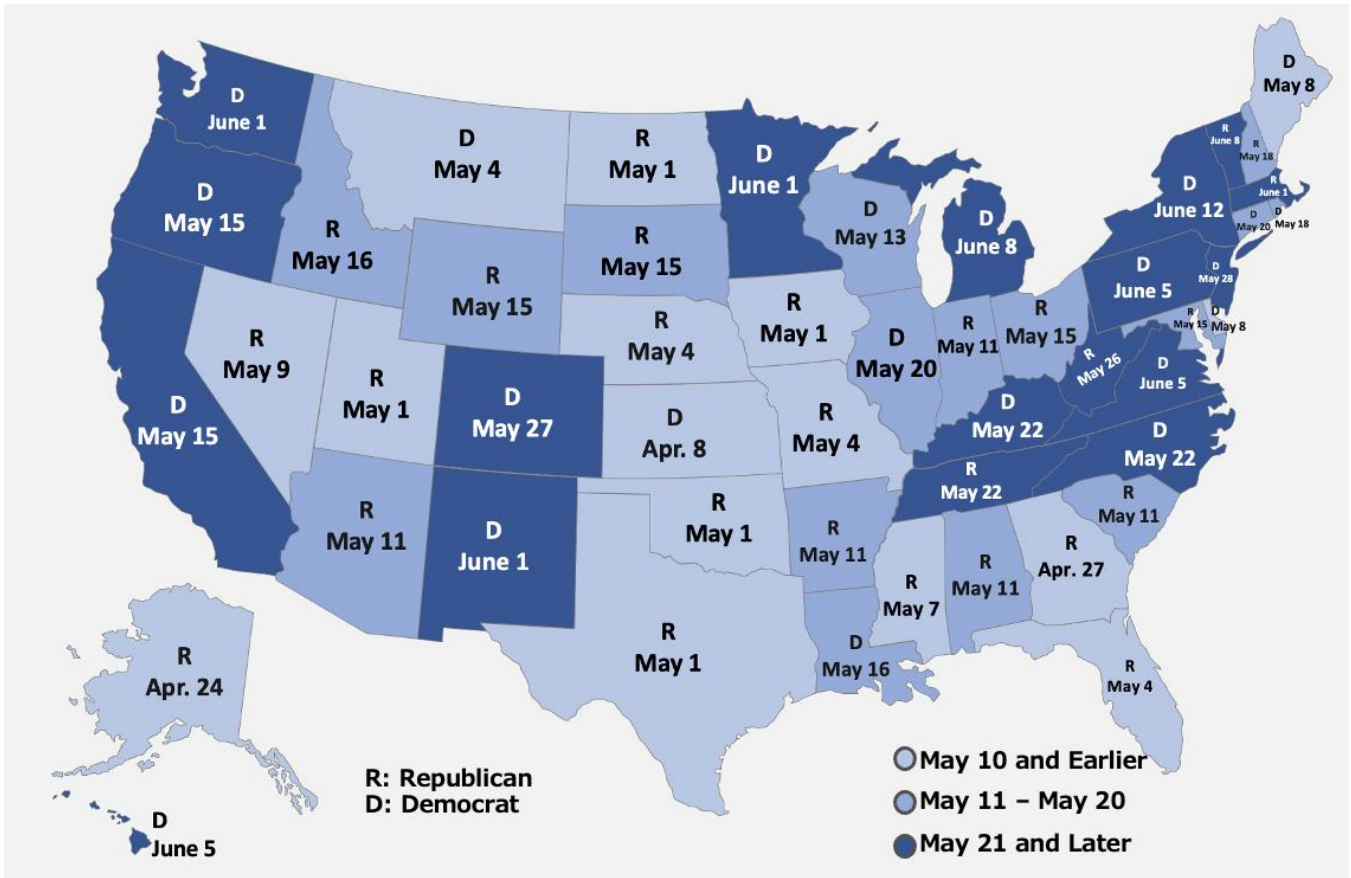 D
May 8
D
June 1
D
May 4
R
May 1
D
June 1
R
June 8
R
May 18
D
May 15
R
May 16
R
May 15
R
May 15
D
May 13
D
June 8
D
June 12
R
June 1
D
May 20
D
May 18
D
June 5
D
May 28
R
May 9
R
May 1
D
May 27
R
May 4
R
May 1
D
May 20
R
May 11
R
May 15
R
May 15
D
May 8
R
May 26
D
June 5
D
May 15
D
Apr. 8
R
May 4
D
May 22
D
May 22
R
May 11
D
June 1
R
May 1
R
May 11
R
May 22
R
May 11
R
May 7
R
May 11
R
Apr. 27
R
May 1
D
May 16
R
May 4
R
Apr. 24
D
June 5
R: Republican
D: Democrat
May 10 and Earlier
May 11 – May 20
May 21 and Later